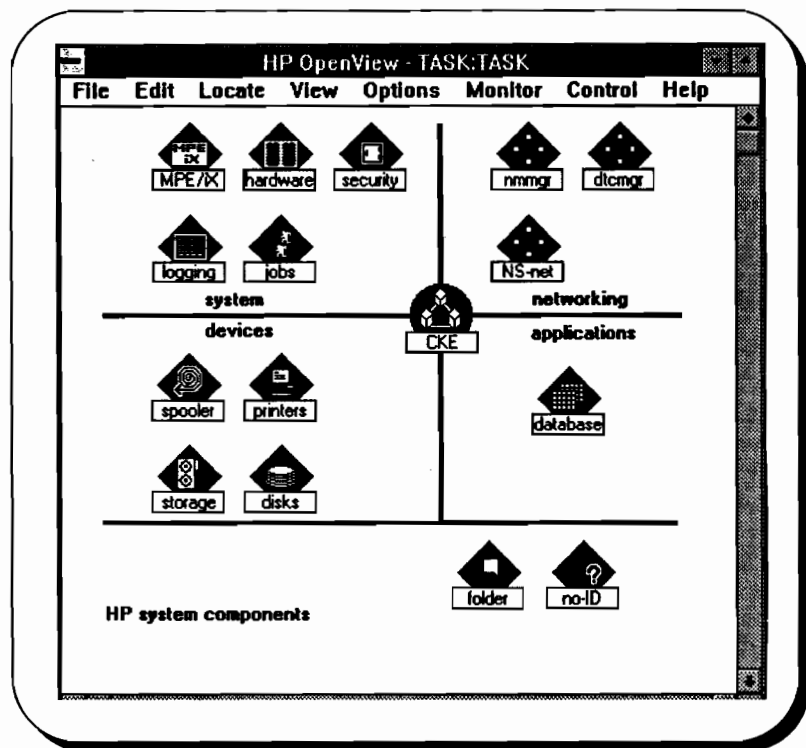 HP OpenView - TASK:TASK
File Edit Locate View Options Monitor Control Help
MPE iX
MPE/iX hardware security
nmmgr dtcmgr
logging jobs
NS-net
system
networking
CKE
devices
applications
spooler printers
database
storage disks
folder no-ID
HP system components